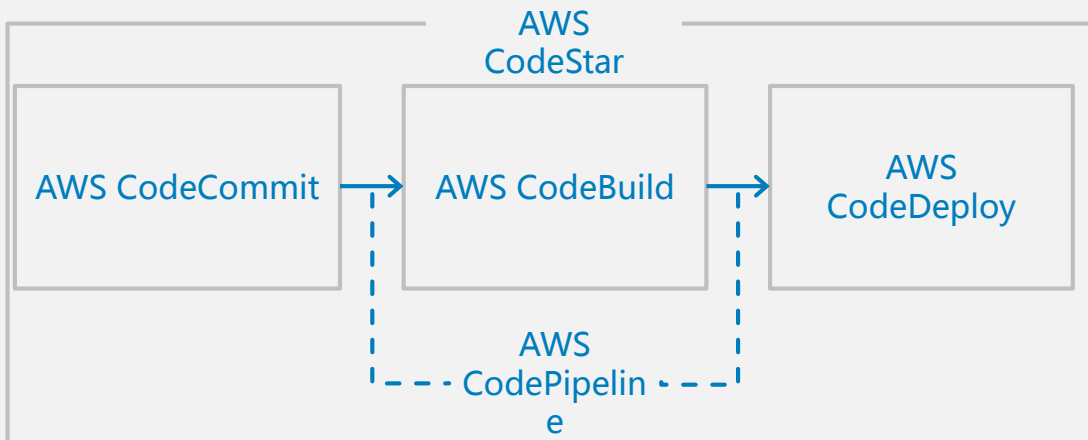 AWS
CodeStar
AWS CodeCommit
AWS CodeBuild
AWS
CodeDeploy
AWS
CodePipelin
e